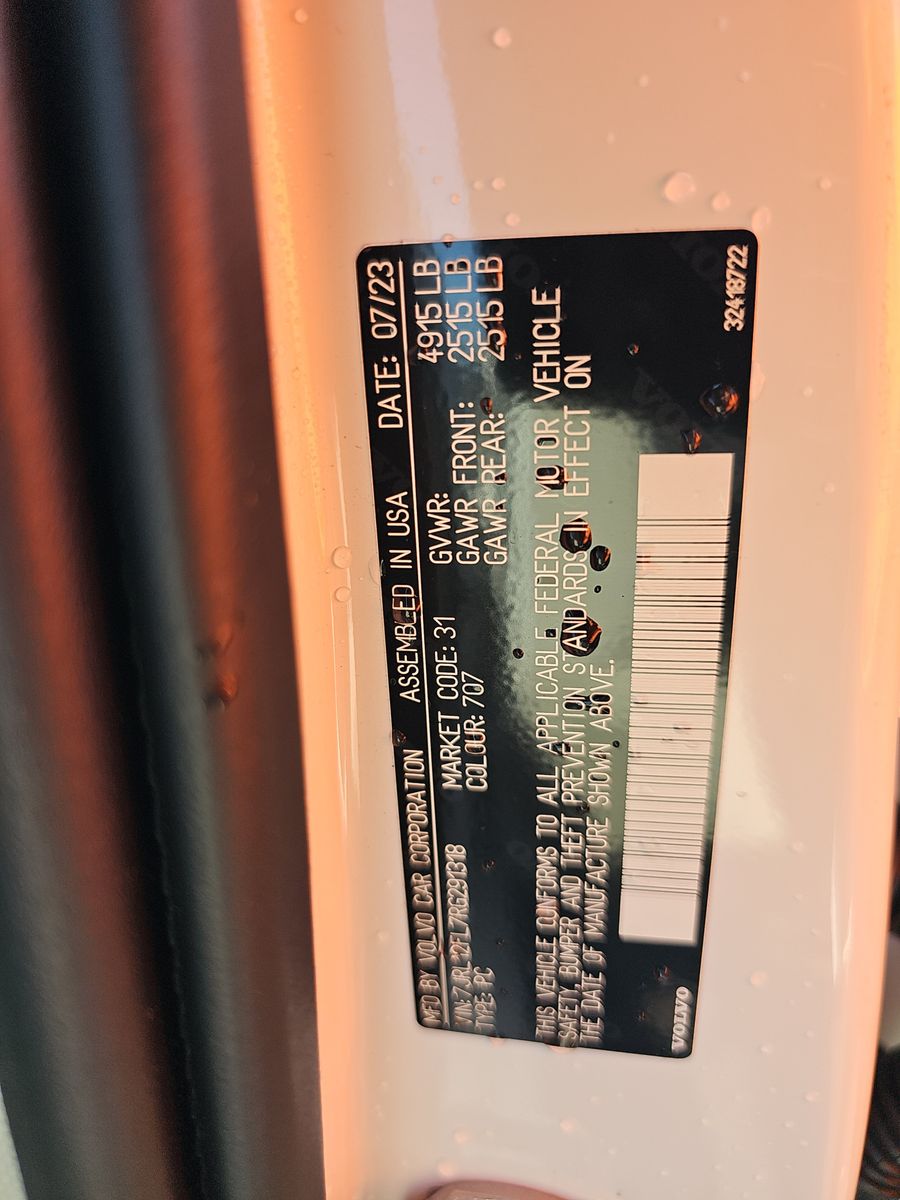 MFD BY VOLVO CAR CORPORATION ASSEMBLED IN USA DATE: 07/23
VIN: 7JRL12FL7RG291318 MARKET CODE: 31 GVWR: 4915 LB
TYPE: PC COLOUR: 707 GAWR FRONT: 2515 LB
GAWR REAR: 2515 LB
THIS VEHICLE CONFORMS TO ALL APPLICABLE FEDERAL MOTOR VEHICLE
SAFETY, BUMPER AND THEFT PREVENTION STANDARDS IN EFFECT ON
THE DATE OF MANUFACTURE SHOWN ABOVE.
VOLVO 32418722